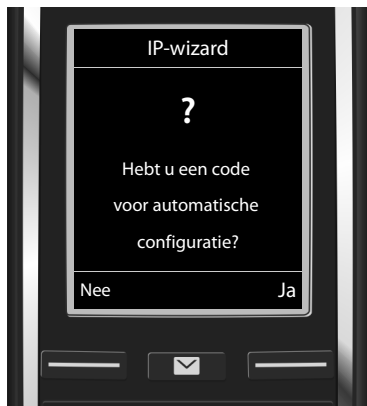 IP-wizard
?
Hebt u een code
voor automatische
configuratie?
Nee Ja